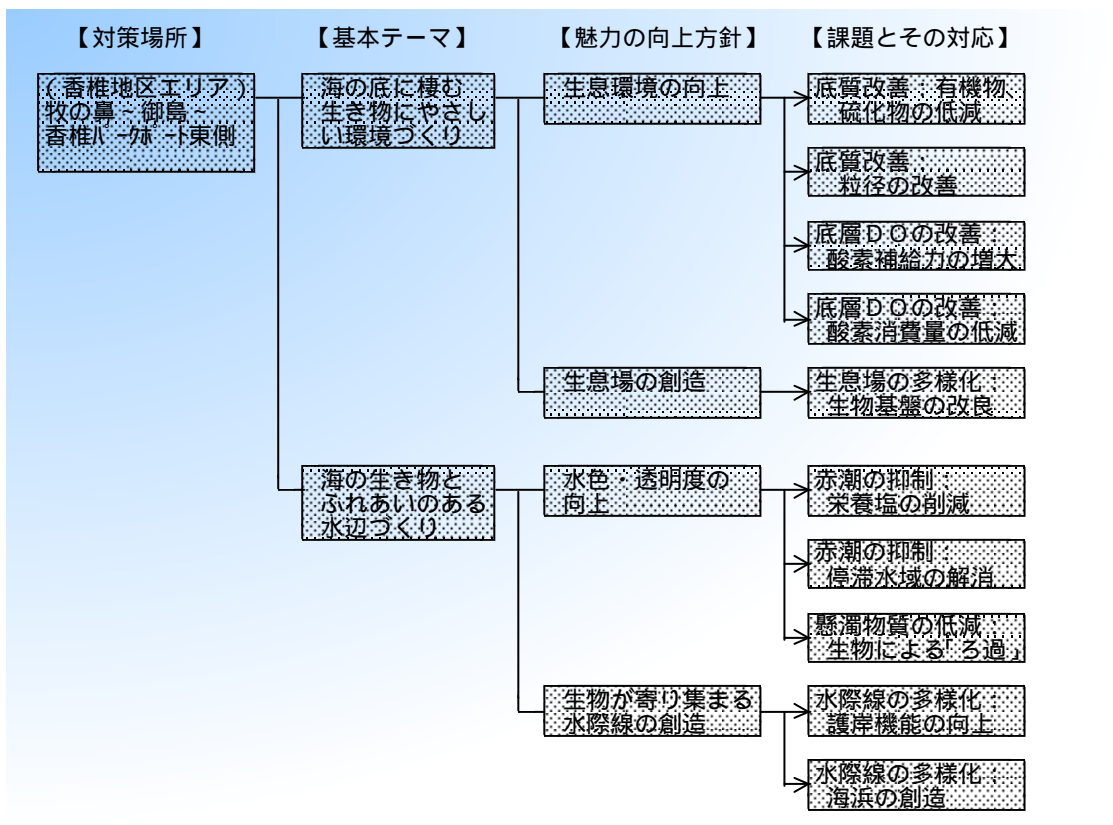 【対策場所】
【基本テーマ】
【魅力の向上方針】
【課題とその対応】
(香椎地区エリア)
牧の鼻~御島~
香椎ﾊﾟｰｸﾎﾟｰﾄ東側
海の底に棲む
生き物にやさし
い環境づくり
生息環境の向上
底質改善：有機物、
硫化物の低減
底質改善：
粒径の改善
底層ＤＯの改善：
酸素補給力の増大
底層ＤＯの改善：
酸素消費量の低減
生息場の創造
生息場の多様化：
生物基盤の改良
海の生き物と
ふれあいのある
水辺づくり
水色・透明度の
向上
赤潮の抑制：
栄養塩の削減
赤潮の抑制：
停滞水域の解消
懸濁物質の低減：
生物による「ろ過」
生物が寄り集まる
水際線の創造
水際線の多様化：
護岸機能の向上
水際線の多様化：
海浜の創造